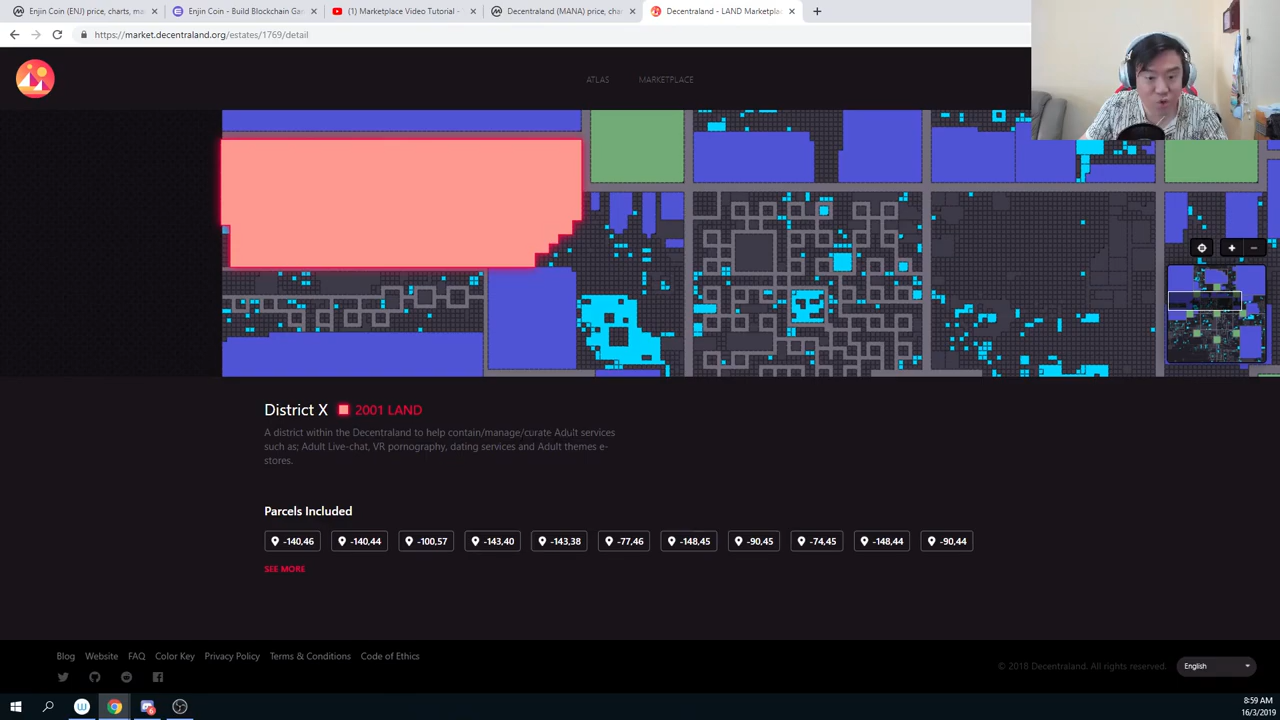 Enjin Coin (ENJ) price, charts, ma
Enjin Coin - Build Blockchain Ga
(1) Marketplace Video Tutorial -
Decentraland (MANA) price, cha
Decentraland - LAND Marketpla
https://market.decentraland.org/estates/1769/detail
ATLAS
MARKETPLACE
District X
2001 LAND
A district within the Decentraland to help contain/manage/curate Adult services
such as; Adult Live-chat, VR pornography, dating services and Adult themes e-
stores.
Parcels Included
-140,46
-140,44
-100,57
-143,40
-143,38
-77,46
-148,45
-90,45
-74,45
-148,44
-90,44
SEE MORE
Blog
Website
FAQ
Color Key
Privacy Policy
Terms & Conditions
Code of Ethics
© 2018 Decentraland. All rights reserved.
English
8:59 AM
16/3/2019